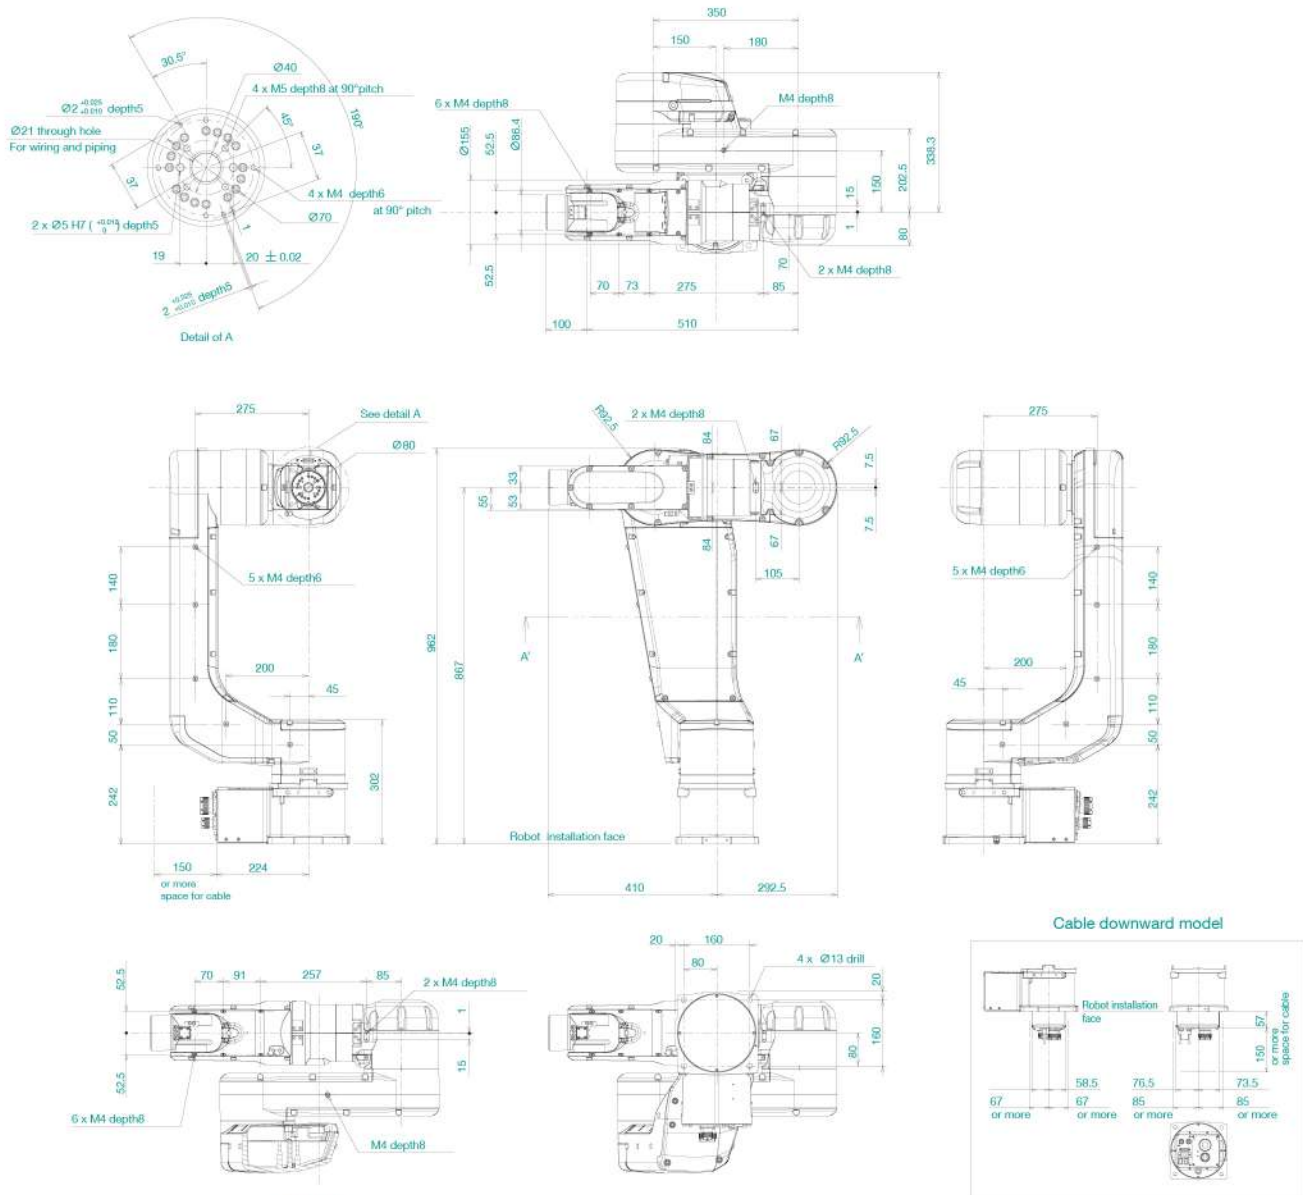 350
150
180
30.5°
Ø40
4 x M5 depth8 at 90°pitch
Ø2 +0.025 +0.010 depth5
Ø21 through hole
For wiring and piping
45°
190°
37
37
4 x M4 depth6
at 90° pitch
Ø70
2 x Ø5 H7 ( +0.012 0 ) depth5
1
19
20 ± 0.02
2 +0.025 +0.010 depth5
Detail of A
6 x M4 depth8
M4 depth8
Ø155
52.5
Ø86.4
338.3
202.5
150
15
1
80
70
52.5
2 x M4 depth8
70
73
275
85
100
510
275
See detail A
Ø80
5 x M4 depth6
140
180
110
50
242
200
45
302
150
224
or more
space for cable
R92.5
2 x M4 depth8
84
67
R92.5
7.5
33
55
53
7.5
84
67
105
962
867
A'
A'
Robot installation face
410
292.5
275
5 x M4 depth6
140
180
110
50
242
200
45
52.5
70
91
257
85
2 x M4 depth8
1
15
52.5
6 x M4 depth8
M4 depth8
20
160
80
4 x Ø13 drill
20
160
80
Cable downward model
Robot installation
face
57
150
or more
space for cable
58.5
76.5
73.5
67
67
85
85
or more
or more
or more
or more